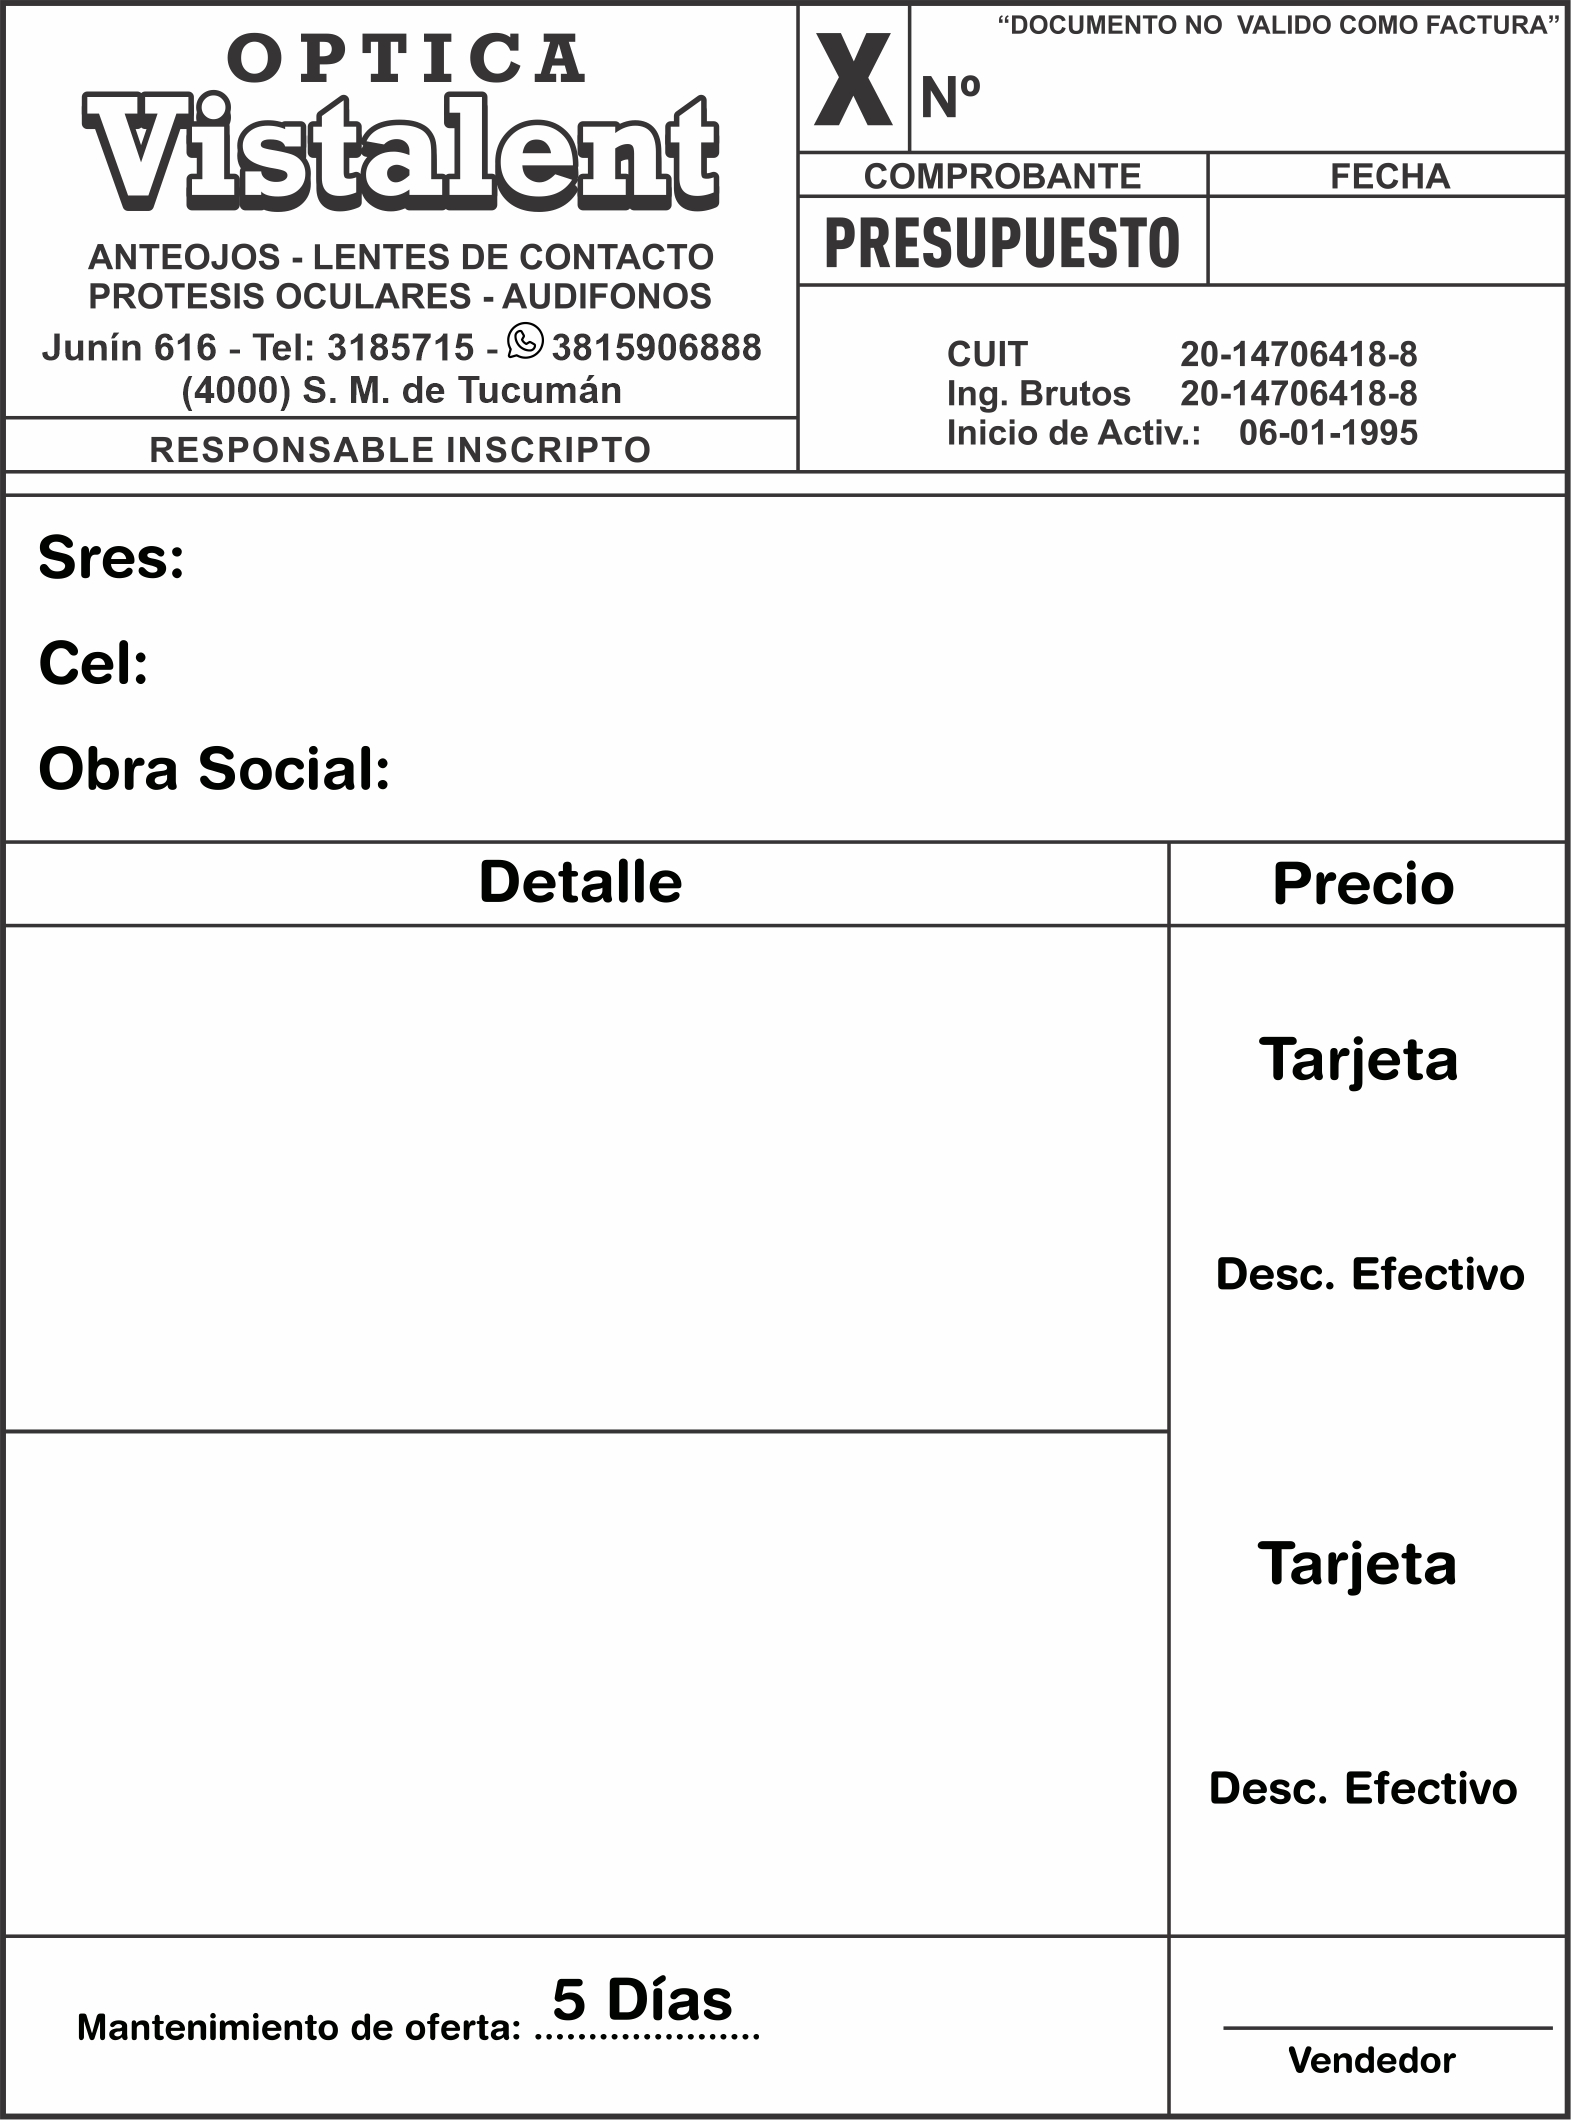 OPTICA
Vistalent
ANTEOJOS - LENTES DE CONTACTO
PROTESIS OCULARES - AUDIFONOS
Junín 616 - Tel: 3185715 - 3815906888
(4000) S. M. de Tucumán
RESPONSABLE INSCRIPTO
X
“DOCUMENTO NO VALIDO COMO FACTURA”
Nº
COMPROBANTE
FECHA
PRESUPUESTO
CUIT 20-14706418-8
Ing. Brutos 20-14706418-8
Inicio de Activ.: 06-01-1995
Sres:
Cel:
Obra Social:
Detalle
Precio
Tarjeta
Desc. Efectivo
Tarjeta
Desc. Efectivo
Mantenimiento de oferta: 5 Días
Vendedor